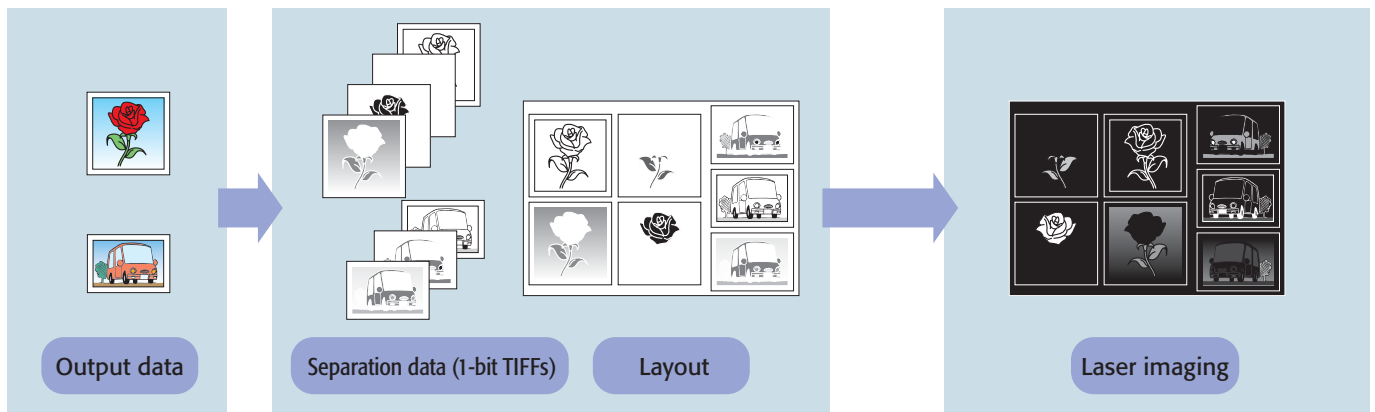 Output data
Separation data (1-bit TIFFs)
Layout
Laser imaging